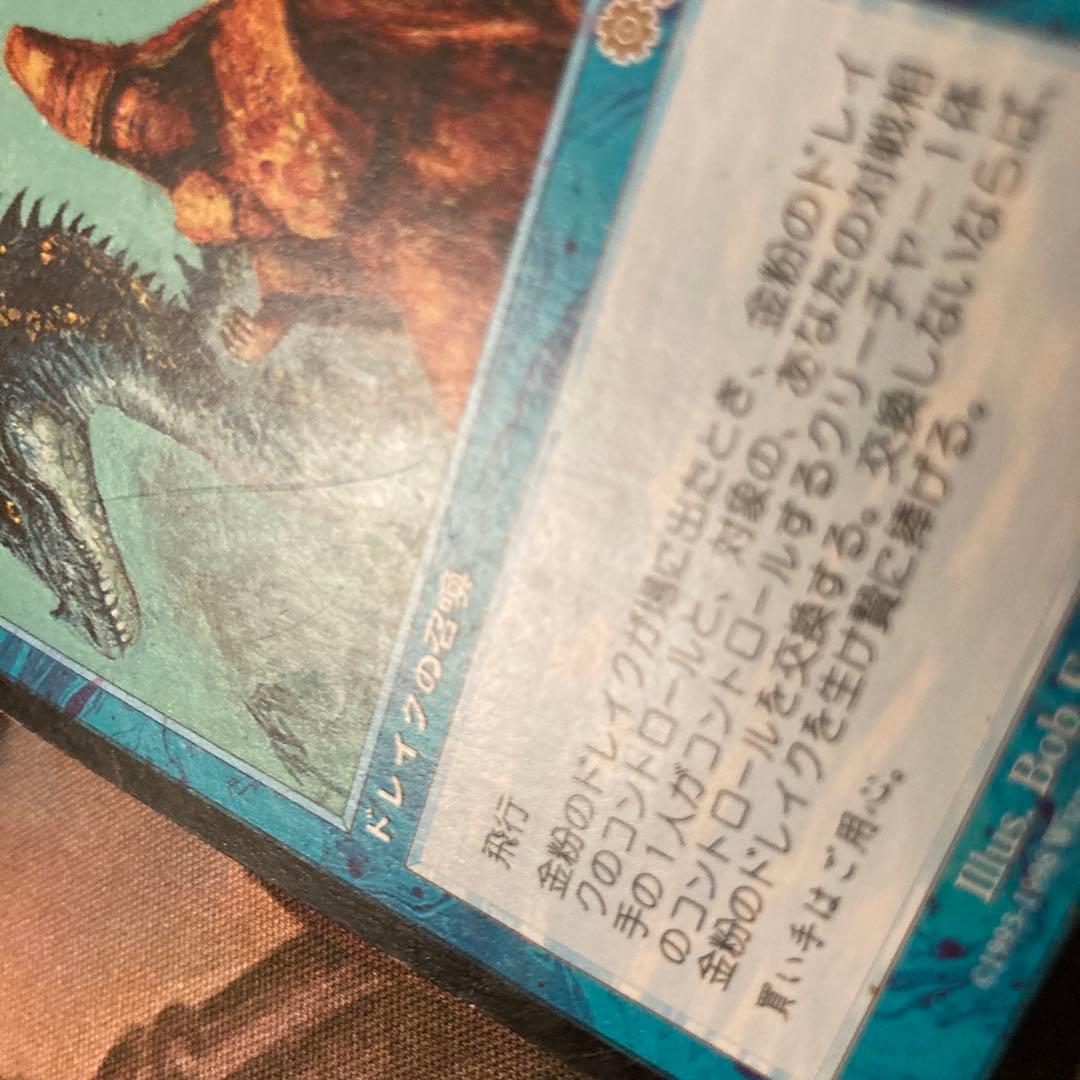 ドレイクの召喚
飛行
金粉のドレイクが場に出たとき、金粉のドレイ
クのコントロールと、対象の、あなたの対戦相
手の1人がコントロールするクリーチャー1体
のコントロールを交換する。交換しないならば、
金粉のドレイクを生け贄に捧げる。
買い手はご用心。
Illus. Bob